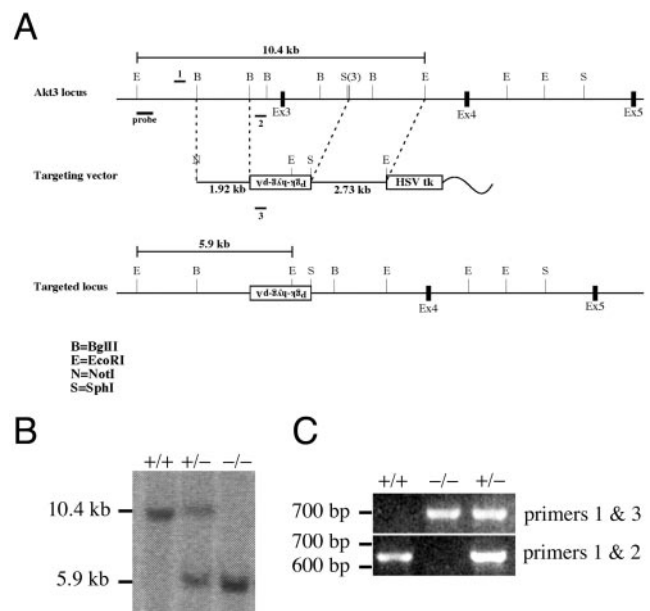 A
10.4 kb
E 1 B B B B S(3) B E E E S
Akt3 locus
probe 2 Ex3 Ex4 Ex5
N E S E
Targeting vector
1.92 kb Pgk-hyg-pA 2.73 kb HSV tk
3
5.9 kb
E B E S B E E E S
Targeted locus
Pgk-hyg-pA Ex4 Ex5
B=BglII
E=EcoRI
N=NotI
S=SphI
B
+/+ +/− −/−
10.4 kb
5.9 kb
C
+/+ −/− +/−
700 bp primers 1 & 3
700 bp primers 1 & 2
600 bp